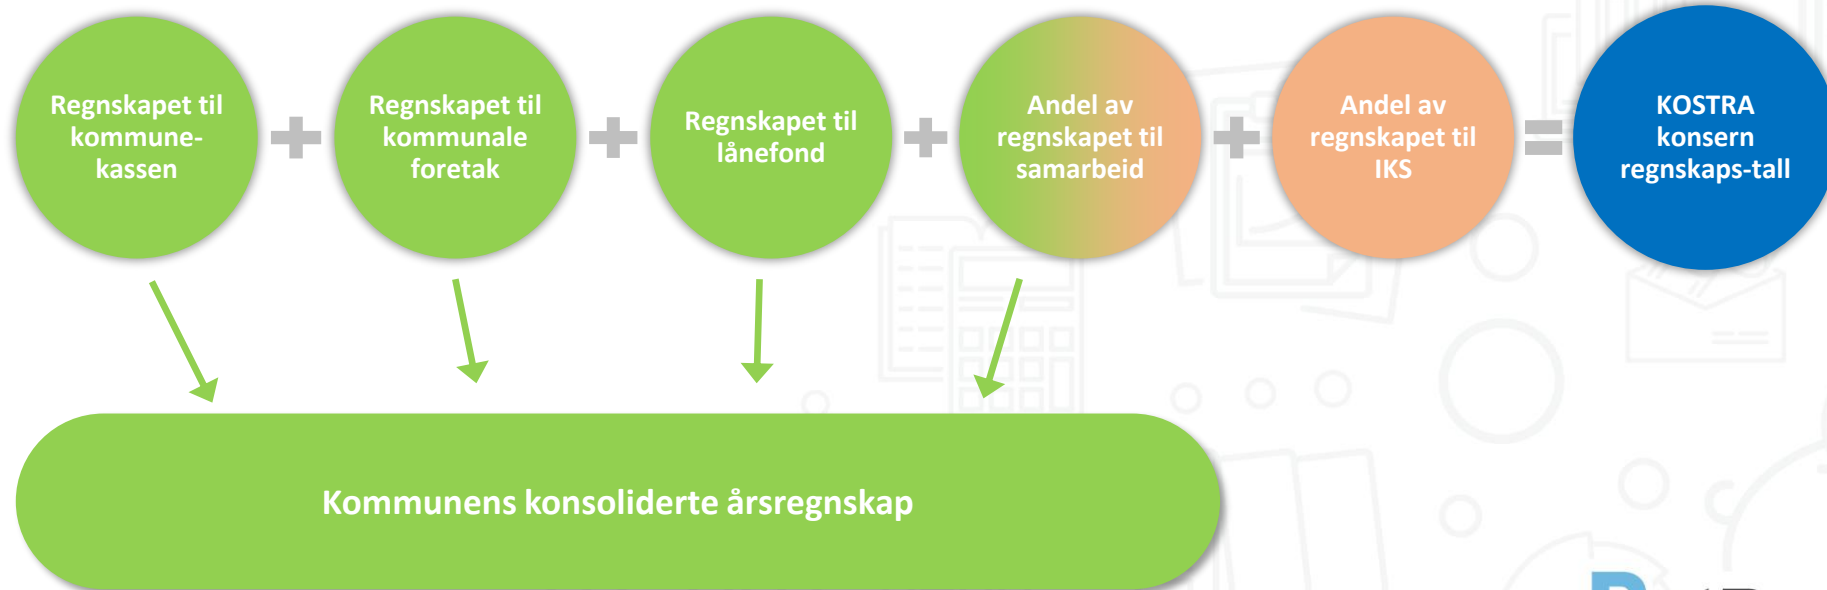 Regnskapet til
kommune-
kassen
Regnskapet til
kommunale
foretak
Regnskapet til
lånefond
Andel av
regnskapet til
samarbeid
Andel av
regnskapet til
IKS
KOSTRA
konsern
regnskaps-tall
Kommunens konsoliderte årsregnskap